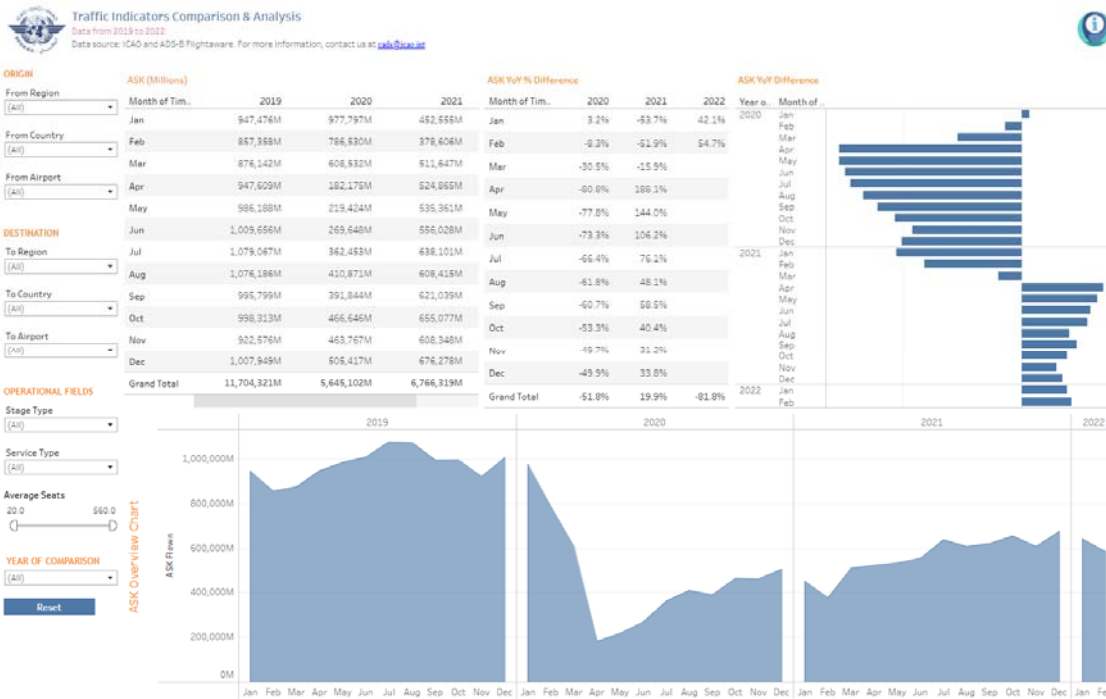 Traffic Indicators Comparison & Analysis
Data from 2019 to 2022
Data source: ICAO and ADS-B Flightaware. For more information, contact us at cads@icao.int
ORIGIN
From Region
(All)
From Country
(All)
From Airport
(All)
DESTINATION
To Region
(All)
To Country
(All)
To Airport
(All)
OPERATIONAL FIELDS
Stage Type
(All)
Service Type
(All)
Average Seats
20.0 560.0
YEAR OF COMPARISON
(All)
Reset
ASK (Millions)
Month of Tim.. 2019 2020 2021
Jan 947,476M 977,797M 452,555M
Feb 857,358M 786,530M 378,606M
Mar 876,142M 608,532M 511,647M
Apr 947,609M 182,175M 524,865M
May 986,188M 219,424M 535,361M
Jun 1,009,656M 269,648M 556,028M
Jul 1,079,067M 362,453M 638,101M
Aug 1,076,186M 410,871M 608,415M
Sep 995,799M 391,844M 621,039M
Oct 998,313M 466,646M 655,077M
Nov 922,576M 463,767M 608,348M
Dec 1,007,949M 505,417M 676,278M
Grand Total 11,704,321M 5,645,102M 6,766,319M
ASK YoY % Difference
Month of Tim.. 2020 2021 2022
Jan 3.2% -53.7% 42.1%
Feb -8.3% -51.9% 54.7%
Mar -30.5% -15.9%
Apr -80.8% 188.1%
May -77.8% 144.0%
Jun -73.3% 106.2%
Jul -66.4% 76.1%
Aug -61.8% 48.1%
Sep -60.7% 58.5%
Oct -53.3% 40.4%
Nov -49.7% 31.2%
Dec -49.9% 33.8%
Grand Total -51.8% 19.9% -81.8%
ASK YoY Difference
Year o.. Month of ..
2020 Jan
Feb
Mar
Apr
May
Jun
Jul
Aug
Sep
Oct
Nov
Dec
2021 Jan
Feb
Mar
Apr
May
Jun
Jul
Aug
Sep
Oct
Nov
Dec
2022 Jan
Feb
ASK Overview Chart
ASK Flown
2019 2020 2021 2022
1,000,000M
800,000M
600,000M
400,000M
200,000M
0M
Jan Feb Mar Apr May Jun Jul Aug Sep Oct Nov Dec Jan Feb Mar Apr May Jun Jul Aug Sep Oct Nov Dec Jan Feb Mar Apr May Jun Jul Aug Sep Oct Nov Dec Jan Fe